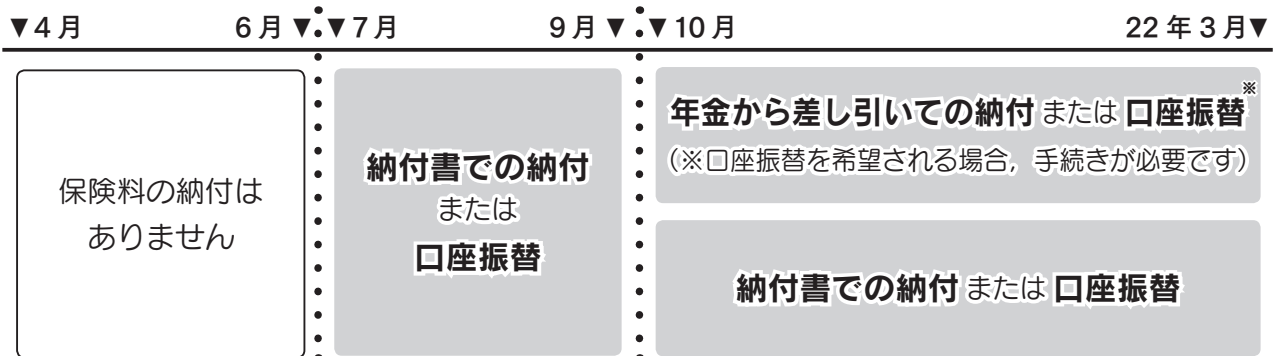 ▼4月 6月▼ ▼7月 9月▼ ▼10月 22年3月▼
保険料の納付は
ありません
納付書での納付
または
口座振替
年金から差し引いての納付 または 口座振替※
（※口座振替を希望される場合，手続きが必要です）
納付書での納付 または 口座振替